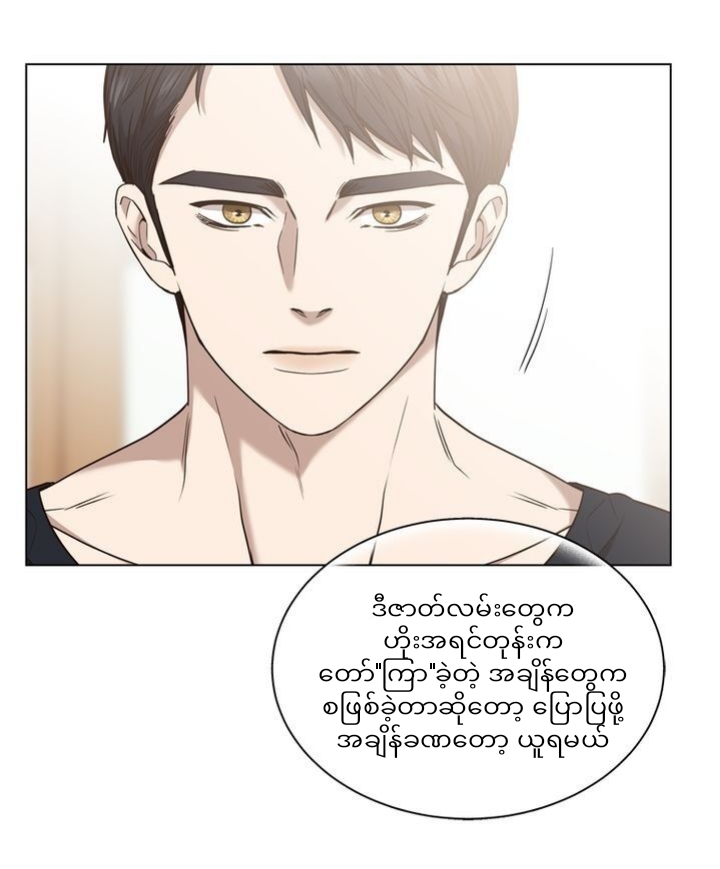 ဒီဇာတ်လမ်းတွေက
ဟိုးအရင်တုန်းက
တော်"ကြာ"ခဲ့တဲ့ အချိန်တွေက
စဖြစ်ခဲ့တာဆိုတော့ ပြောပြဖို့
အချိန်ခဏတော့ ယူရမယ်